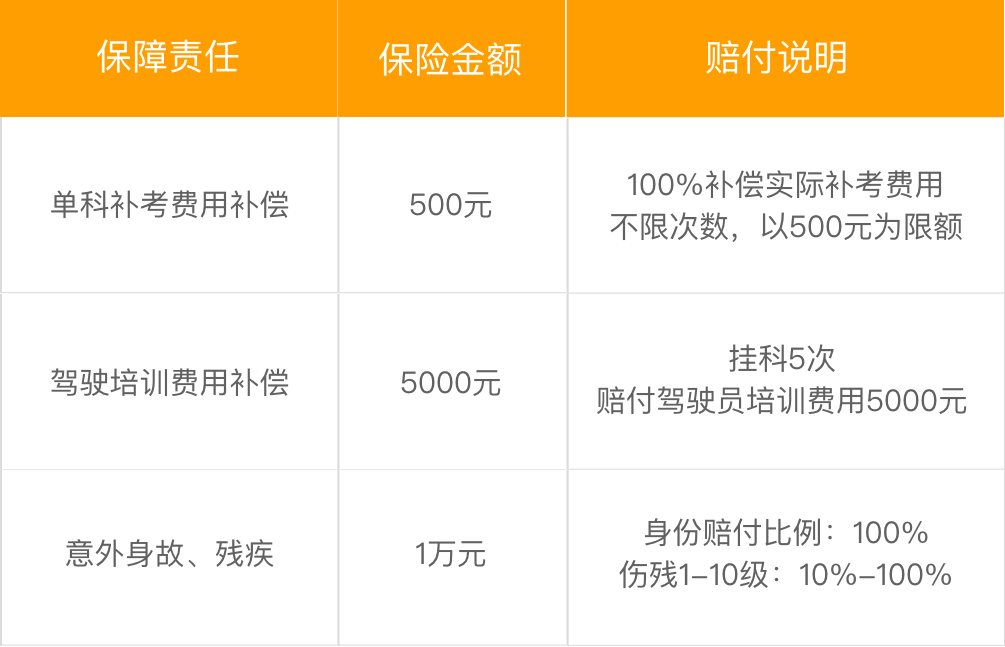 保障责任
保险金额
赔付说明
单科补考费用补偿
500元
100%补偿实际补考费用
不限次数，以500元为限额
驾驶培训费用补偿
5000元
挂科5次
赔付驾驶员培训费用5000元
意外身故、残疾
1万元
身份赔付比例：100%
伤残1-10级：10%-100%